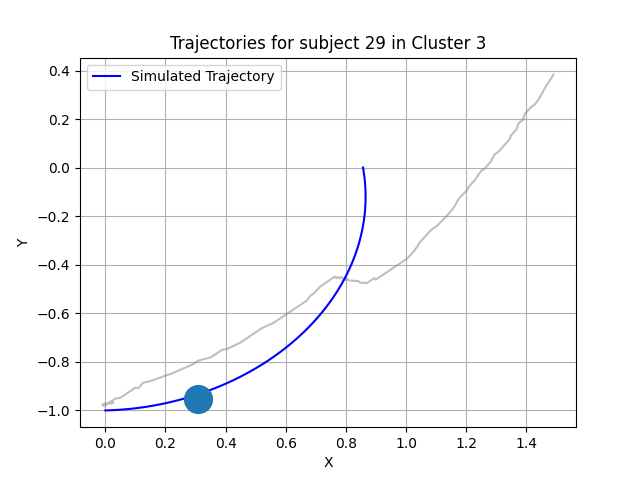 Trajectories for subject 29 in Cluster 3
Simulated Trajectory
Y
0.4
0.2
0.0
−0.2
−0.4
−0.6
−0.8
−1.0
0.0 0.2 0.4 0.6 0.8 1.0 1.2 1.4
X